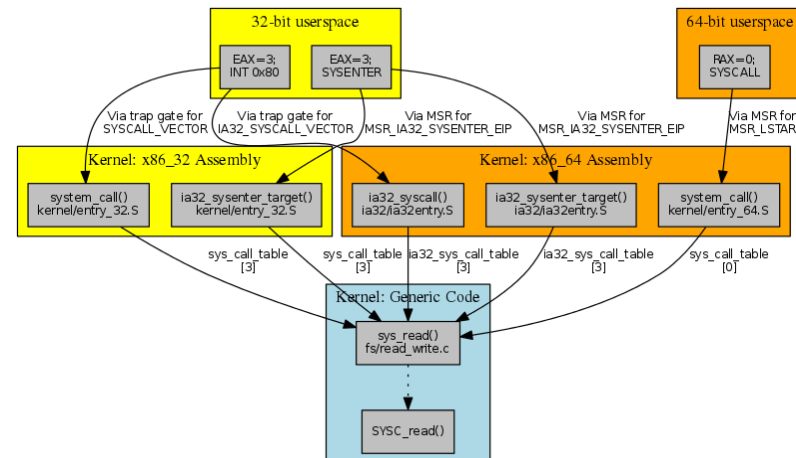 32-bit userspace
EAX=3;
INT 0x80
EAX=3;
SYSENTER
64-bit userspace
RAX=0;
SYSCALL
Via trap gate for
SYSCALL_VECTOR
Via trap gate for
IA32_SYSCALL_VECTOR
Via MSR for
MSR_IA32_SYSENTER_EIP
Via MSR for
MSR_IA32_SYSENTER_EIP
Via MSR for
MSR_LSTAR
Kernel: x86_32 Assembly
system_call()
kernel/entry_32.S
ia32_sysenter_target()
kernel/entry_32.S
Kernel: x86_64 Assembly
ia32_syscall()
ia32/ia32entry.S
ia32_sysenter_target()
ia32/ia32entry.S
system_call()
kernel/entry_64.S
sys_call_table
[3]
sys_call_table
[3]
ia32_sys_call_table
[3]
ia32_sys_call_table
[3]
sys_call_table
[0]
Kernel: Generic Code
sys_read()
fs/read_write.c
SYSC_read()